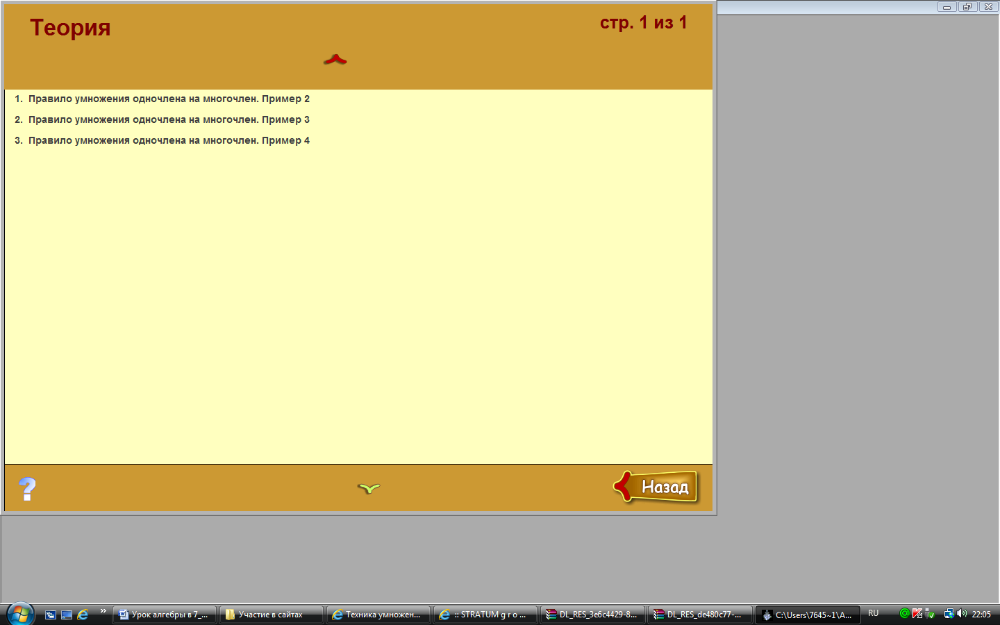 Теория
стр. 1 из 1
1. Правило умножения одночлена на многочлен. Пример 2
2. Правило умножения одночлена на многочлен. Пример 3
3. Правило умножения одночлена на многочлен. Пример 4
?
Назад
» Урок алгебры в 7_... Участие в сайтах Техника умножен... :: STRATUM g r o ... DL_RES_3e6c4429-8... DL_RES_de480c77-... C:\Users\7645~1\A... RU 22:05